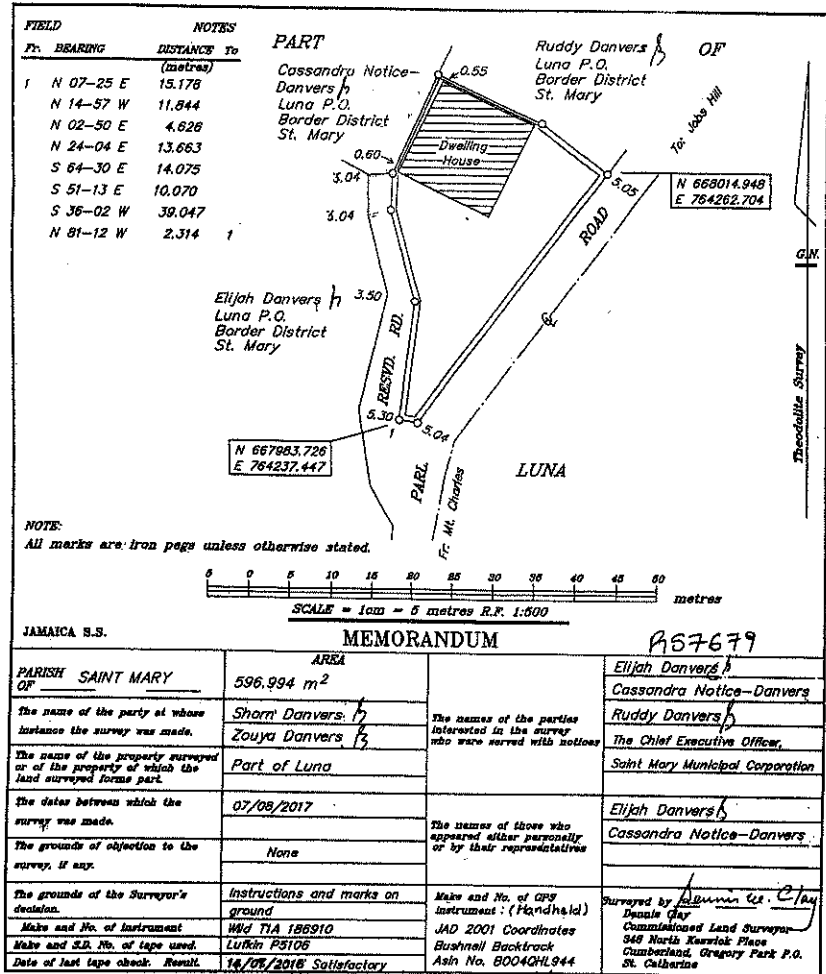 FIELD NOTES
Fr. BEARING DISTANCE To
(metres)
1 N 07-25 E 15.178
N 14-57 W 11.844
N 02-50 E 4.626
N 24-04 E 13.663
S 64-30 E 14.075
S 51-13 E 10.070
S 36-02 W 39.047
N 81-12 W 2.314 1
PART
OF
Cassandra Notice-
Danvers
Luna P.O.
Border District
St. Mary
Ruddy Danvers
Luna P.O.
Border District
St. Mary
0.55
To: Jobs Hill
Dwelling
House
0.60
5.05
N 668014.948
E 764262.704
ROAD
G.N.
Elijah Danvers
Luna P.O.
Border District
St. Mary
3.50
RESVD. RD.
Theodolite Survey
5.30
1
5.04
N 667983.726
E 764237.447
PARL
LUNA
Fr. Mt. Charles
NOTE:
All marks are iron pegs unless otherwise stated.
5 0 5 10 15 20 25 30 35 40 45 50
metres
SCALE = 1cm = 5 metres R.F. 1:500
JAMAICA S.S.
MEMORANDUM
PARISH OF SAINT MARY
AREA
596.994 m²
The name of the party at whose
instance the survey was made.
Shorn Danvers
Zouya Danvers
The name of the property surveyed
or of the property of which the
land surveyed forms part.
Part of Luna
The dates between which the
survey was made.
07/08/2017
The grounds of objection to the
survey, if any.
None
The grounds of the Surveyor's
decision.
Instructions and marks on
ground
Make and No. of instrument
Wild T1A 186910
Make and S.D. No. of tape used.
Lufkin PS106
Date of last tape check. Result.
Satisfactory
The names of the parties
interested in the survey
who were served with notices
Elijah Danvers
Cassandra Notice-Danvers
Ruddy Danvers
The Chief Executive Officer,
Saint Mary Municipal Corporation
The names of those who
appeared either personally
or by their representatives
Elijah Danvers
Cassandra Notice-Danvers
Make and No. of GPS
instrument : (Handheld)
JAD 2001 Coordinates
Bushnell Backtrack
Asin No. B004QHL944
Surveyed by Dennis W. Clay
Dennis Clay
Commissioned Land Surveyor
Cumberland, Gregory Park P.O.
St. Catherine